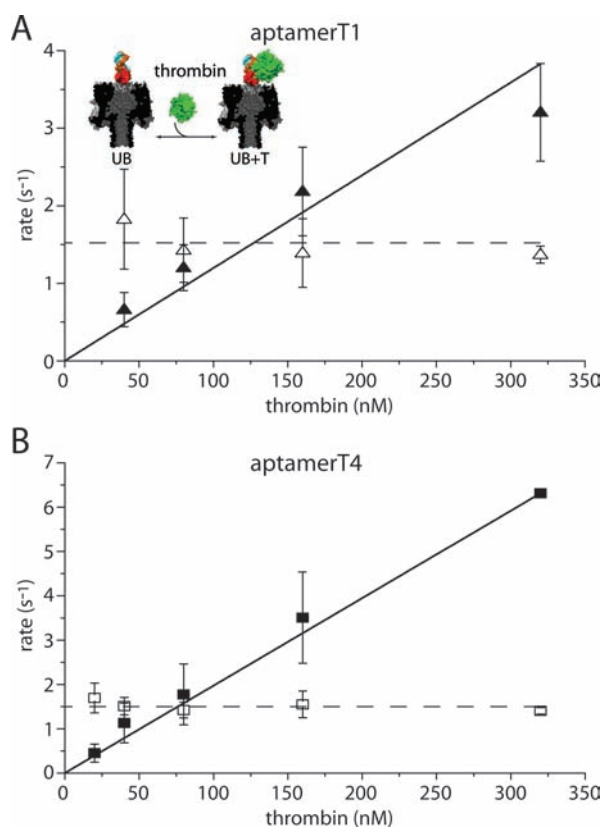 A
aptamerT1
4
3
2
1
0
rate (s⁻¹)
thrombin
UB
UB+T
0 50 100 150 200 250 300 350
thrombin (nM)
B
aptamerT4
7
6
5
4
3
2
1
0
rate (s⁻¹)
0 50 100 150 200 250 300 350
thrombin (nM)